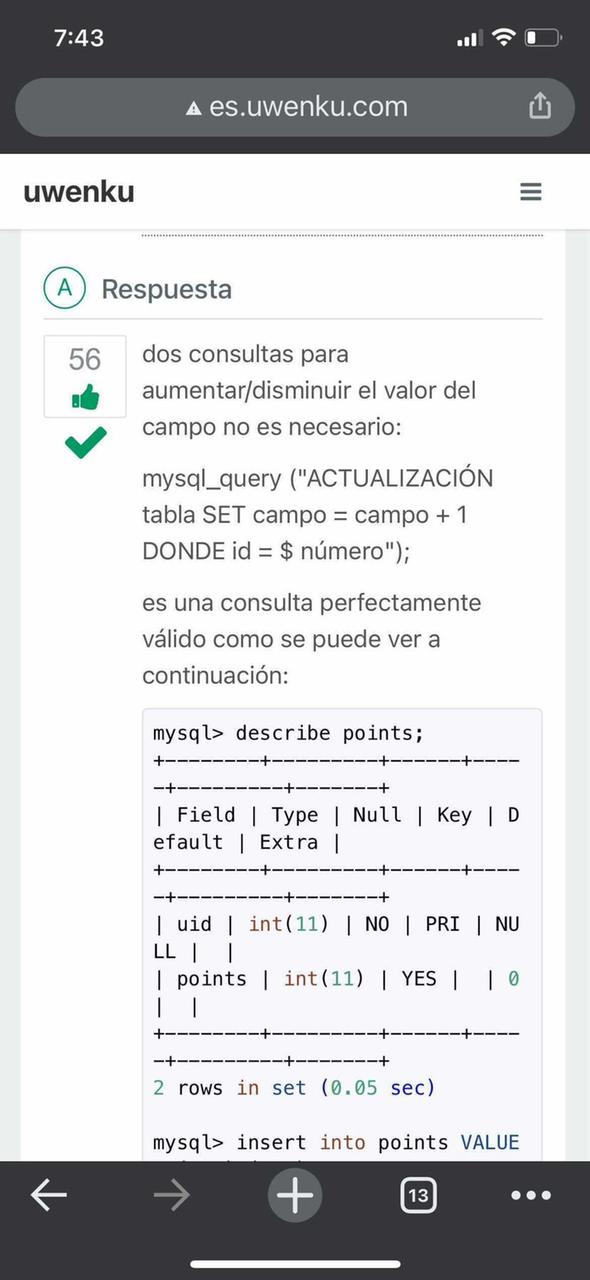 7:43
es.uwenku.com
uwenku
A Respuesta
56
dos consultas para
aumentar/disminuir el valor del
campo no es necesario:
mysql_query ("ACTUALIZACIÓN
tabla SET campo = campo + 1
DONDE id = $ número");
es una consulta perfectamente
válido como se puede ver a
continuación:
mysql> describe points;
+--------+---------+------+----
-+---------+-------+
| Field | Type | Null | Key | D
efault | Extra |
+--------+---------+------+----
-+---------+-------+
| uid | int(11) | NO | PRI | NU
LL | |
| points | int(11) | YES | | 0
| |
+--------+---------+------+----
-+---------+-------+
2 rows in set (0.05 sec)
mysql> insert into points VALUE
13